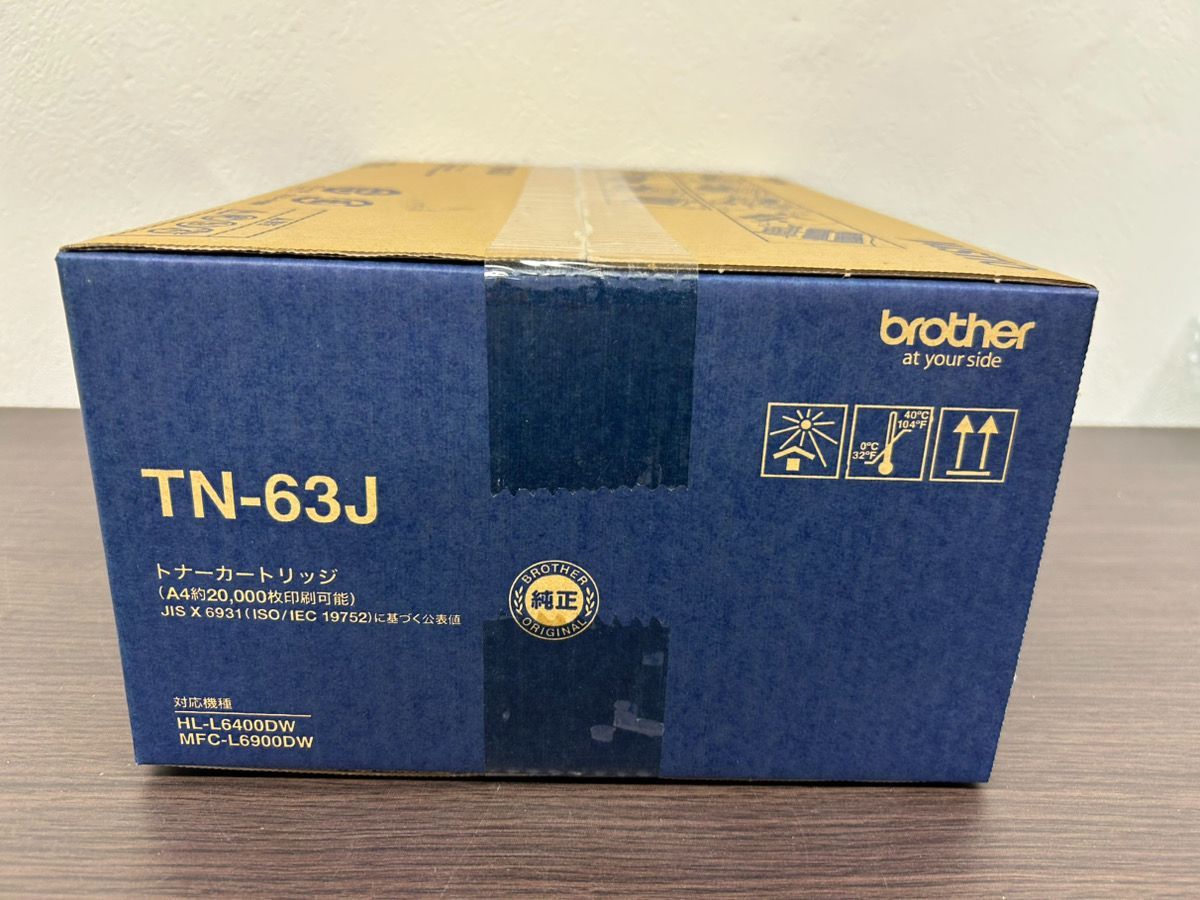 brother
at your side
40°C
104°F
0°C
32°F
TN-63J
トナーカートリッジ
(A4約20,000枚印刷可能)
JIS X 6931(ISO/IEC 19752)に基づく公表値
BROTHER
純正
ORIGINAL
対応機種
HL-L6400DW
MFC-L6900DW